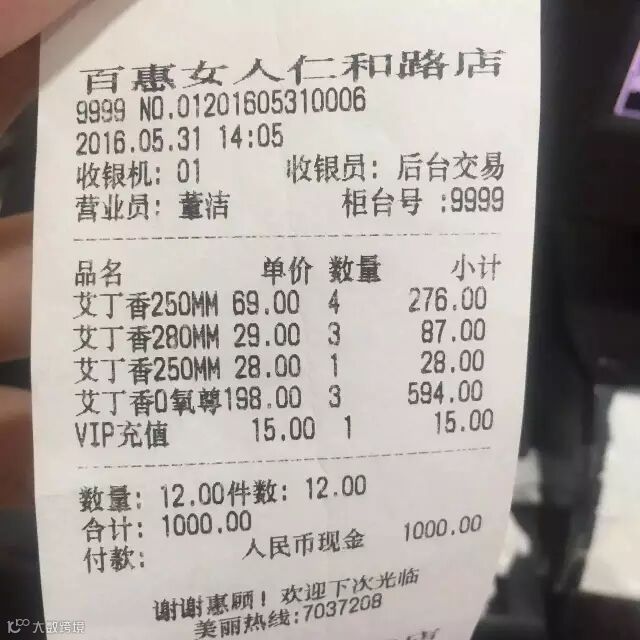 百惠女人仁和路店
9999 NO.01201605310006
2016.05.31 14:05
收银机: 01 收银员: 后台交易
营业员: 董洁 柜台号 :9999
品名 单价 数量 小计
艾丁香250MM 69.00 4 276.00
艾丁香280MM 29.00 3 87.00
艾丁香250MM 28.00 1 28.00
艾丁香O氧尊198.00 3 594.00
VIP充值 15.00 1 15.00
数量: 12.00件数: 12.00
合计: 1000.00
付款: 人民币现金 1000.00
谢谢惠顾! 欢迎下次光临
美丽热线:7037208
大数跨境